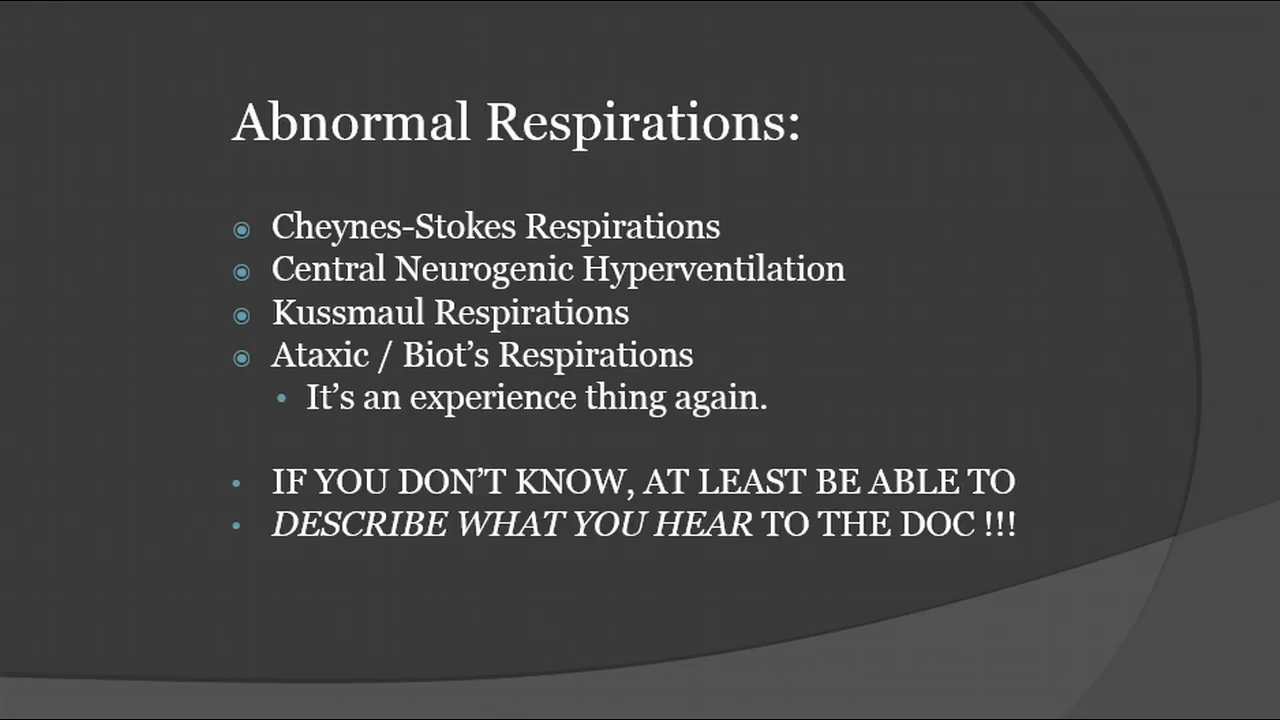 Abnormal Respirations:
Cheynes-Stokes Respirations
Central Neurogenic Hyperventilation
Kussmaul Respirations
Ataxic / Biot’s Respirations
It’s an experience thing again.
IF YOU DON’T KNOW, AT LEAST BE ABLE TO
DESCRIBE WHAT YOU HEAR TO THE DOC !!!